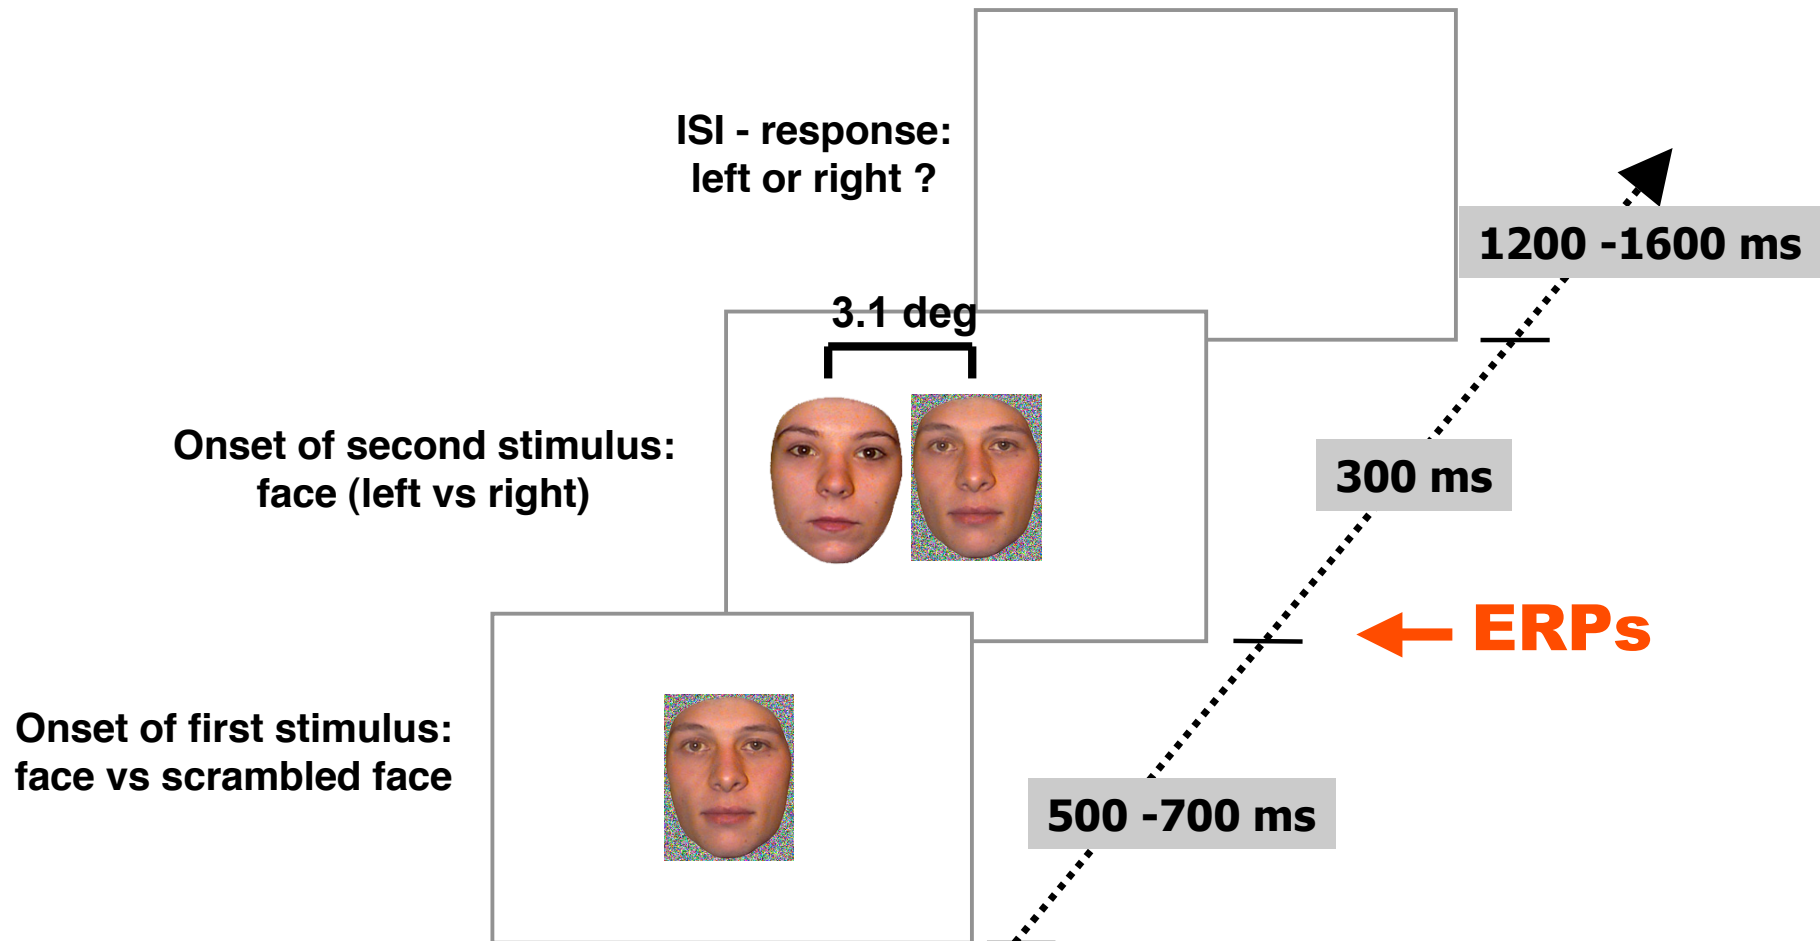 ISI - response:
left or right ?
1200 -1600 ms
3.1 deg
Onset of second stimulus:
face (left vs right)
300 ms
ERPs
Onset of first stimulus:
face vs scrambled face
500 -700 ms